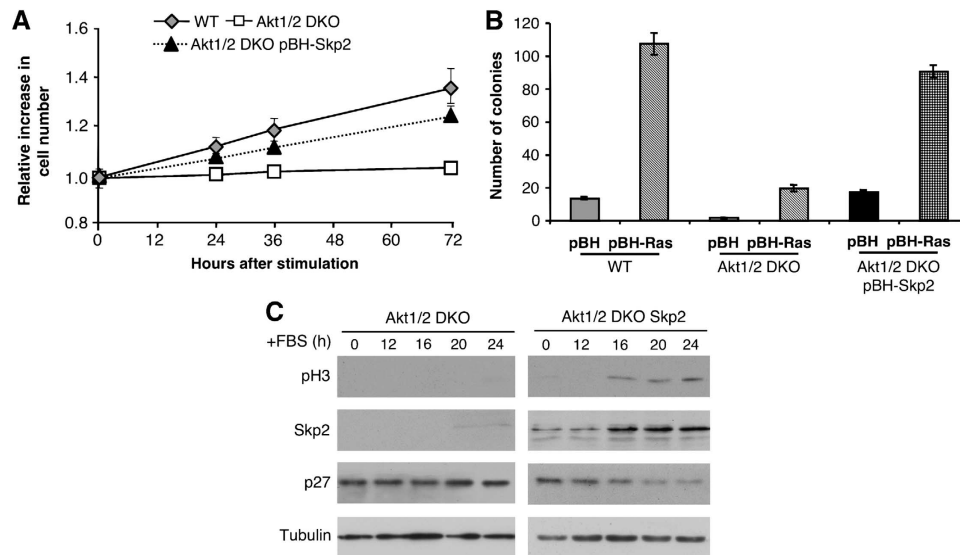 A
WT Akt1/2 DKO
Akt1/2 DKO pBH-Skp2
Relative increase in
cell number
1.4
1.2
1.0
0.8
0 12 24 36 48 60 72
Hours after stimulation
B
Number of colonies
120
100
80
60
40
20
0
pBH pBH-Ras pBH pBH-Ras pBH pBH-Ras
WT Akt1/2 DKO Akt1/2 DKO
pBH-Skp2
C
Akt1/2 DKO Akt1/2 DKO Skp2
+FBS (h) 0 12 16 20 24 0 12 16 20 24
pH3
Skp2
p27
Tubulin